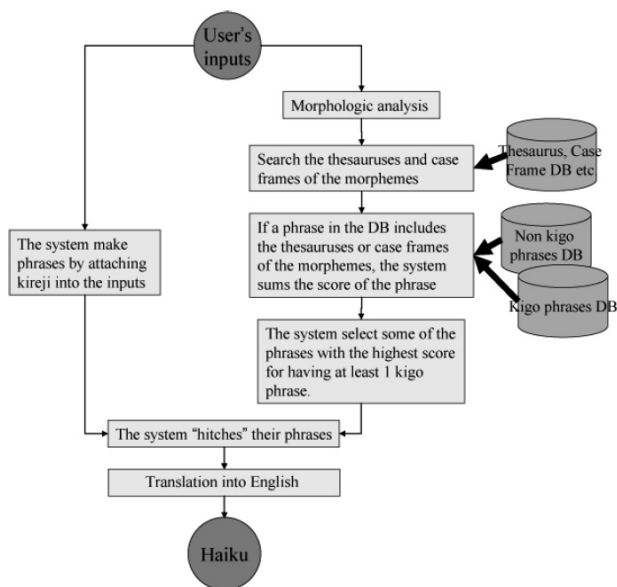 User's
inputs
Morphologic analysis
Search the thesauruses and case
frames of the morphemes
Thesaurus, Case
Frame DB etc
The system make
phrases by attaching
kireji into the inputs
If a phrase in the DB includes
the thesauruses or case frames
of the morphemes, the system
sums the score of the phrase
Non kigo
phrases DB
Kigo phrases DB
The system select some of the
phrases with the highest score
for having at least 1 kigo
phrase.
The system “hitches” their phrases
Translation into English
Haiku